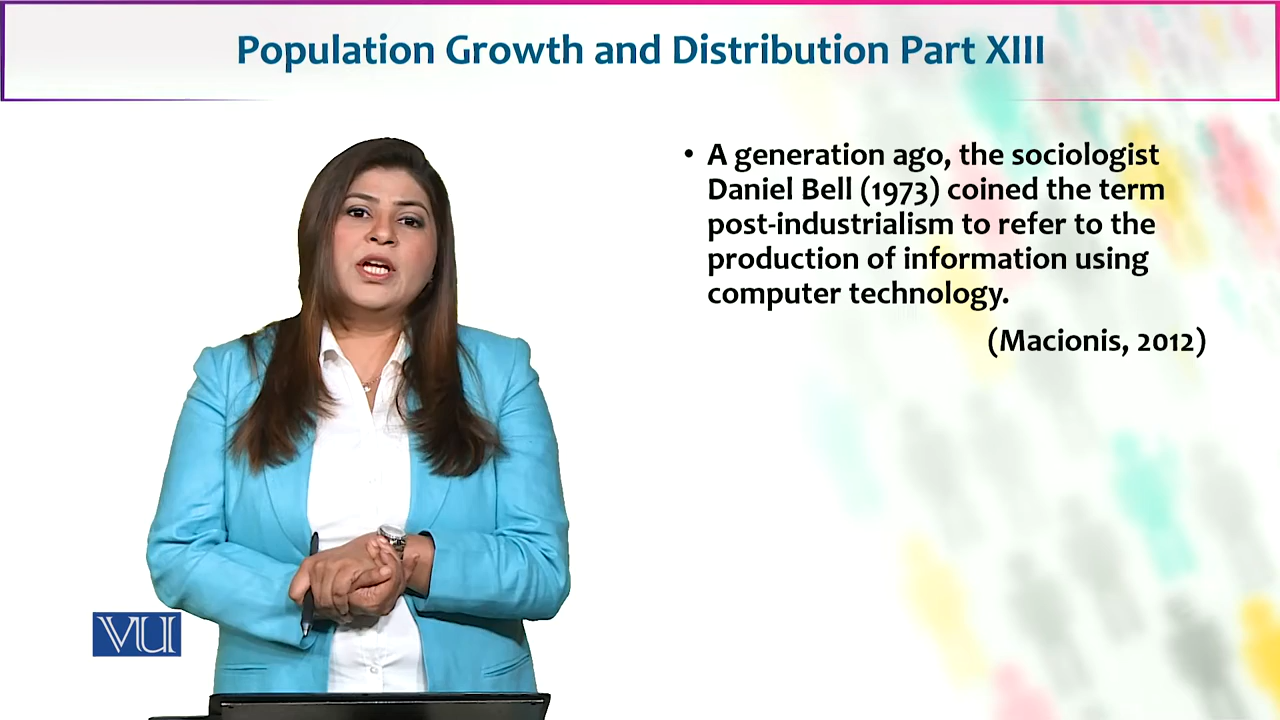 Population Growth and Distribution Part XIII
• A generation ago, the sociologist
Daniel Bell (1973) coined the term
post-industrialism to refer to the
production of information using
computer technology.
(Macionis, 2012)
VU